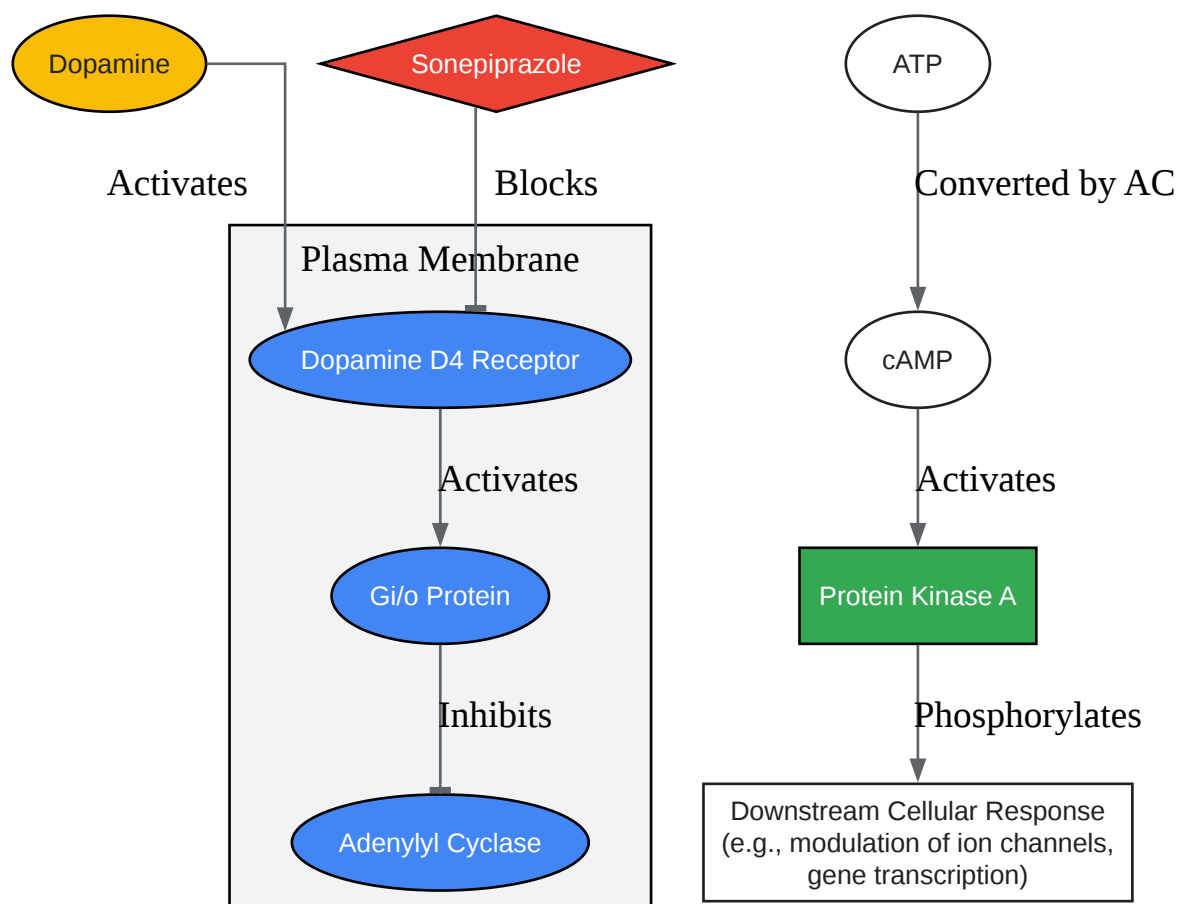 Dopamine
Sonepiprazole
ATP
Activates
Blocks
Converted by AC
Plasma Membrane
Dopamine D4 Receptor
cAMP
Activates
Activates
Gi/o Protein
Protein Kinase A
Inhibits
Phosphorylates
Adenylyl Cyclase
Downstream Cellular Response
(e.g., modulation of ion channels,
gene transcription)